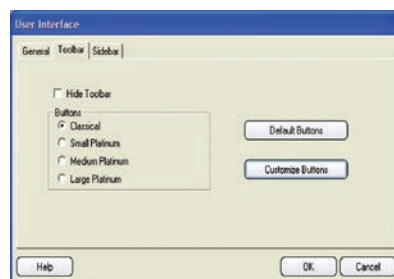 User Interface
General Toolbar Sidebar
Hide Toolbar
Buttons
Classical
Small Platinum
Medium Platinum
Large Platinum
Default Buttons
Customize Buttons
Help
OK
Cancel